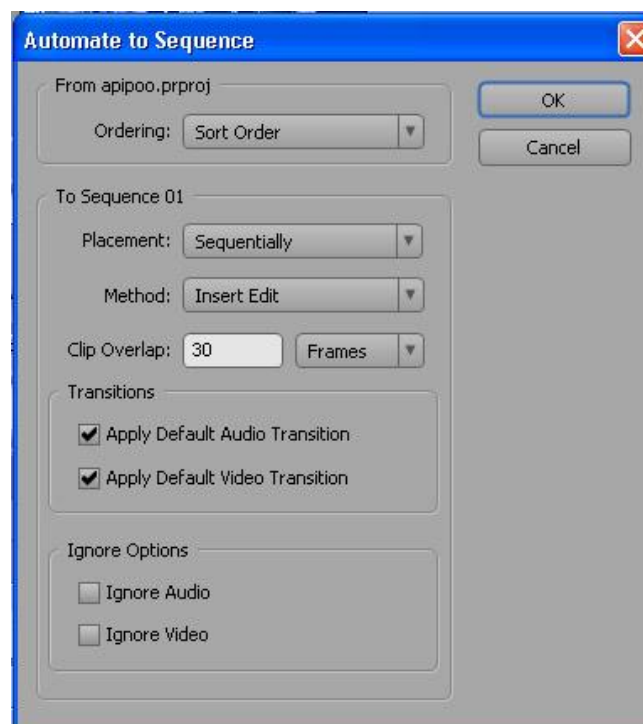 Automate to Sequence
From apipoo.prproj
Ordering: Sort Order
OK
Cancel
To Sequence 01
Placement: Sequentially
Method: Insert Edit
Clip Overlap: 30 Frames
Transitions
Apply Default Audio Transition
Apply Default Video Transition
Ignore Options
Ignore Audio
Ignore Video